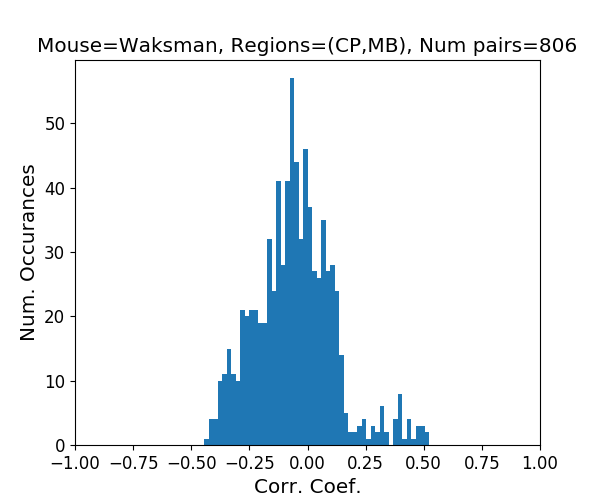 Mouse=Waksman, Regions=(CP,MB), Num pairs=806
Num. Occurances
50
40
30
20
10
0
−1.00 −0.75 −0.50 −0.25 0.00 0.25 0.50 0.75 1.00
Corr. Coef.